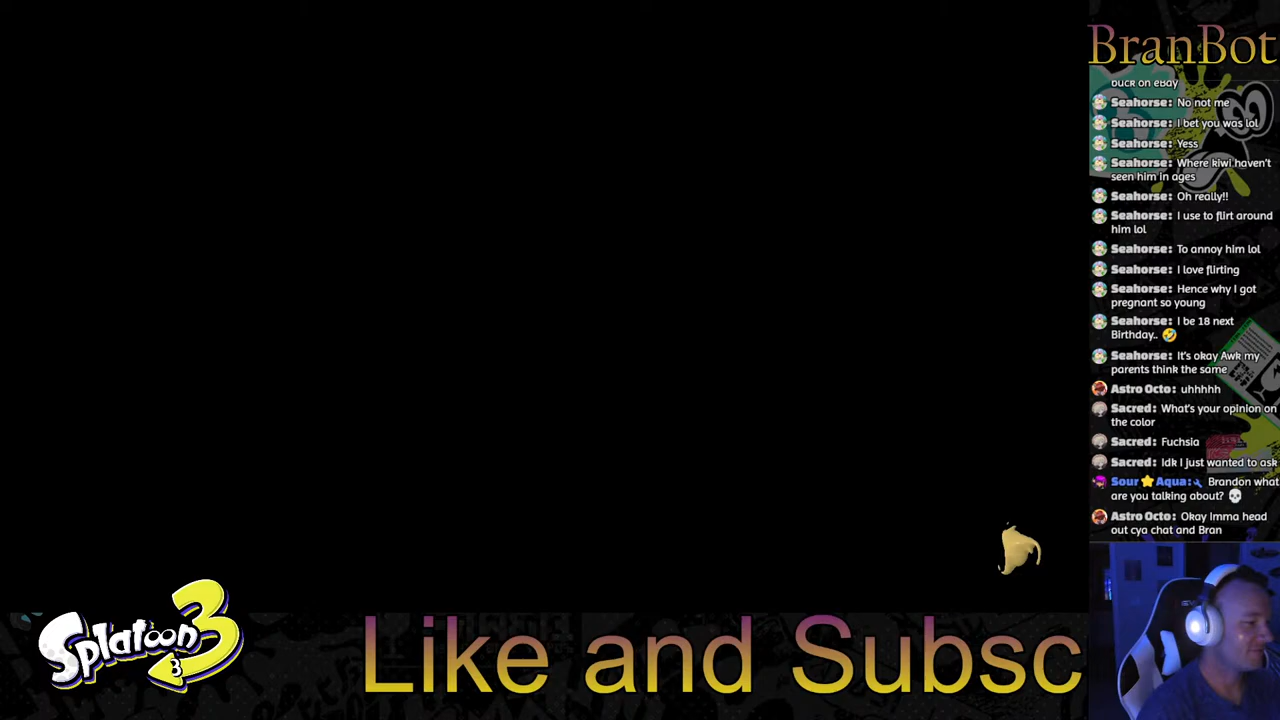 BranBot
buck on eBay
Seahorse: No not me
Seahorse: I bet you was lol
Seahorse: Yess
Seahorse: Where kiwi haven't
seen him in ages
Seahorse: Oh really!!
Seahorse: I use to flirt around
him lol
Seahorse: To annoy him lol
Seahorse: I love flirting
Seahorse: Hence why I got
pregnant so young
Seahorse: I be 18 next
Birthday.. 🤣
Seahorse: It's okay Awk my
parents think the same
Astro Octo: uhhhhh
Sacred: What's your opinion on
the color
Sacred: Fuchsia
Sacred: Idk I just wanted to ask
Sour⭐Aqua: Brandon what
are you talking about? 💀
Astro Octo: Okay Imma head
out cya chat and Bran
Splatoon 3
Like and Subsc